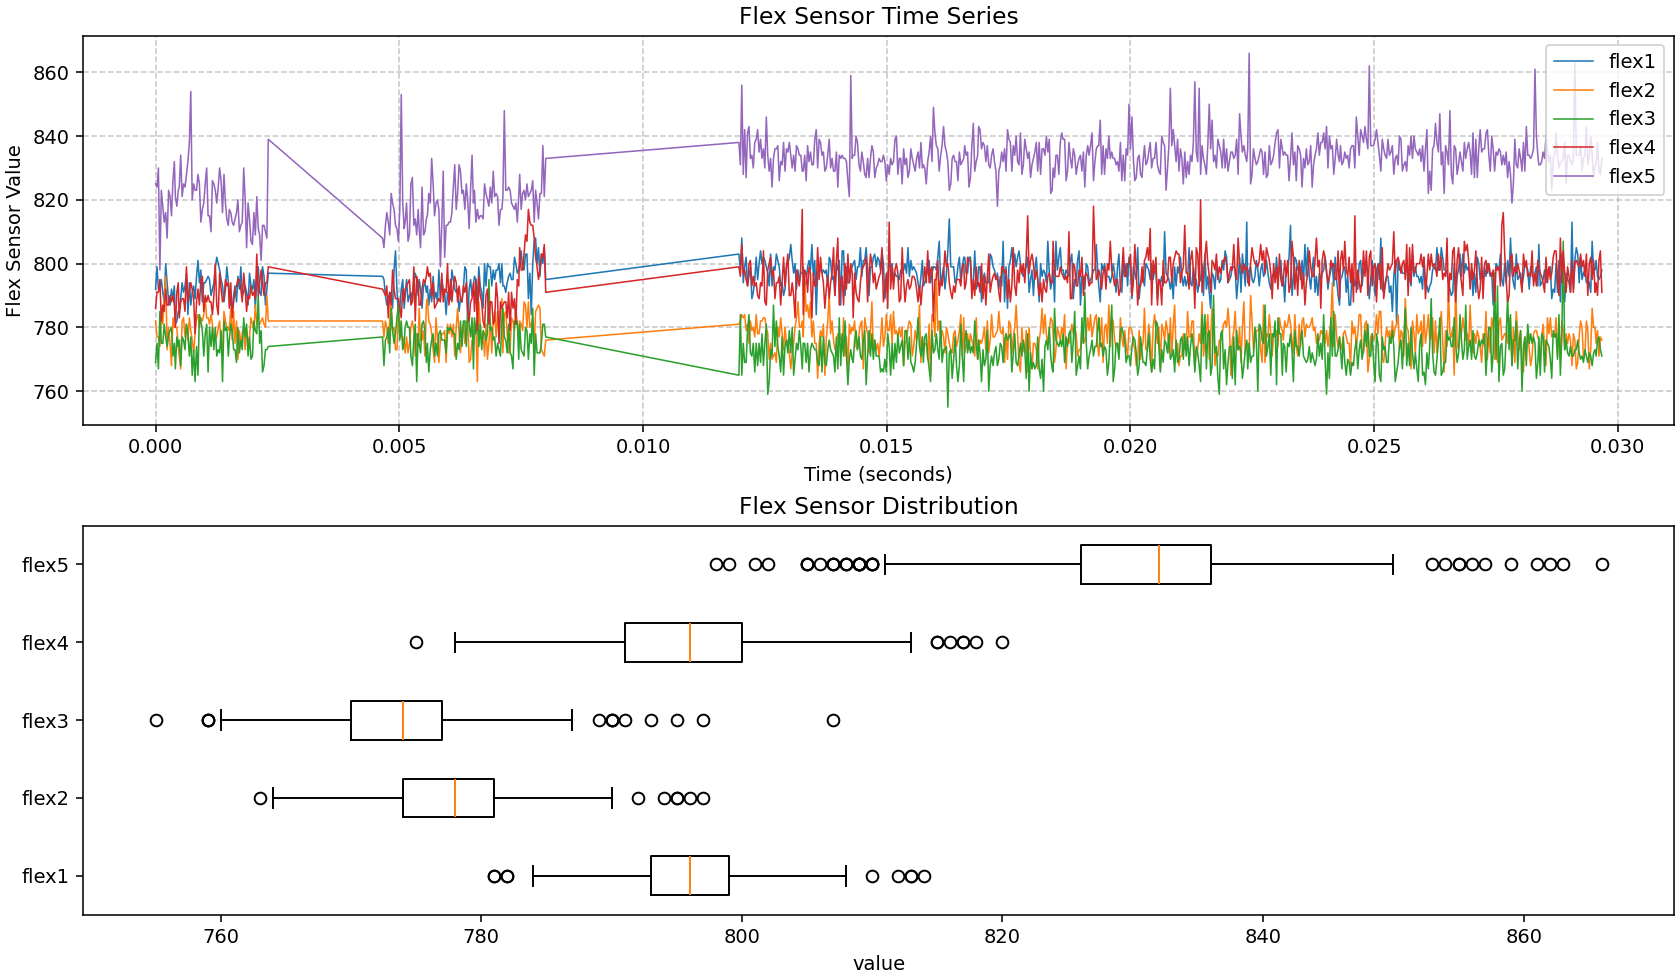 Flex Sensor Time Series
Flex Sensor Value
860
840
820
800
780
760
flex1
flex2
flex3
flex4
flex5
0.000 0.005 0.010 0.015 0.020 0.025 0.030
Time (seconds)
Flex Sensor Distribution
flex5
flex4
flex3
flex2
flex1
760 780 800 820 840 860
value